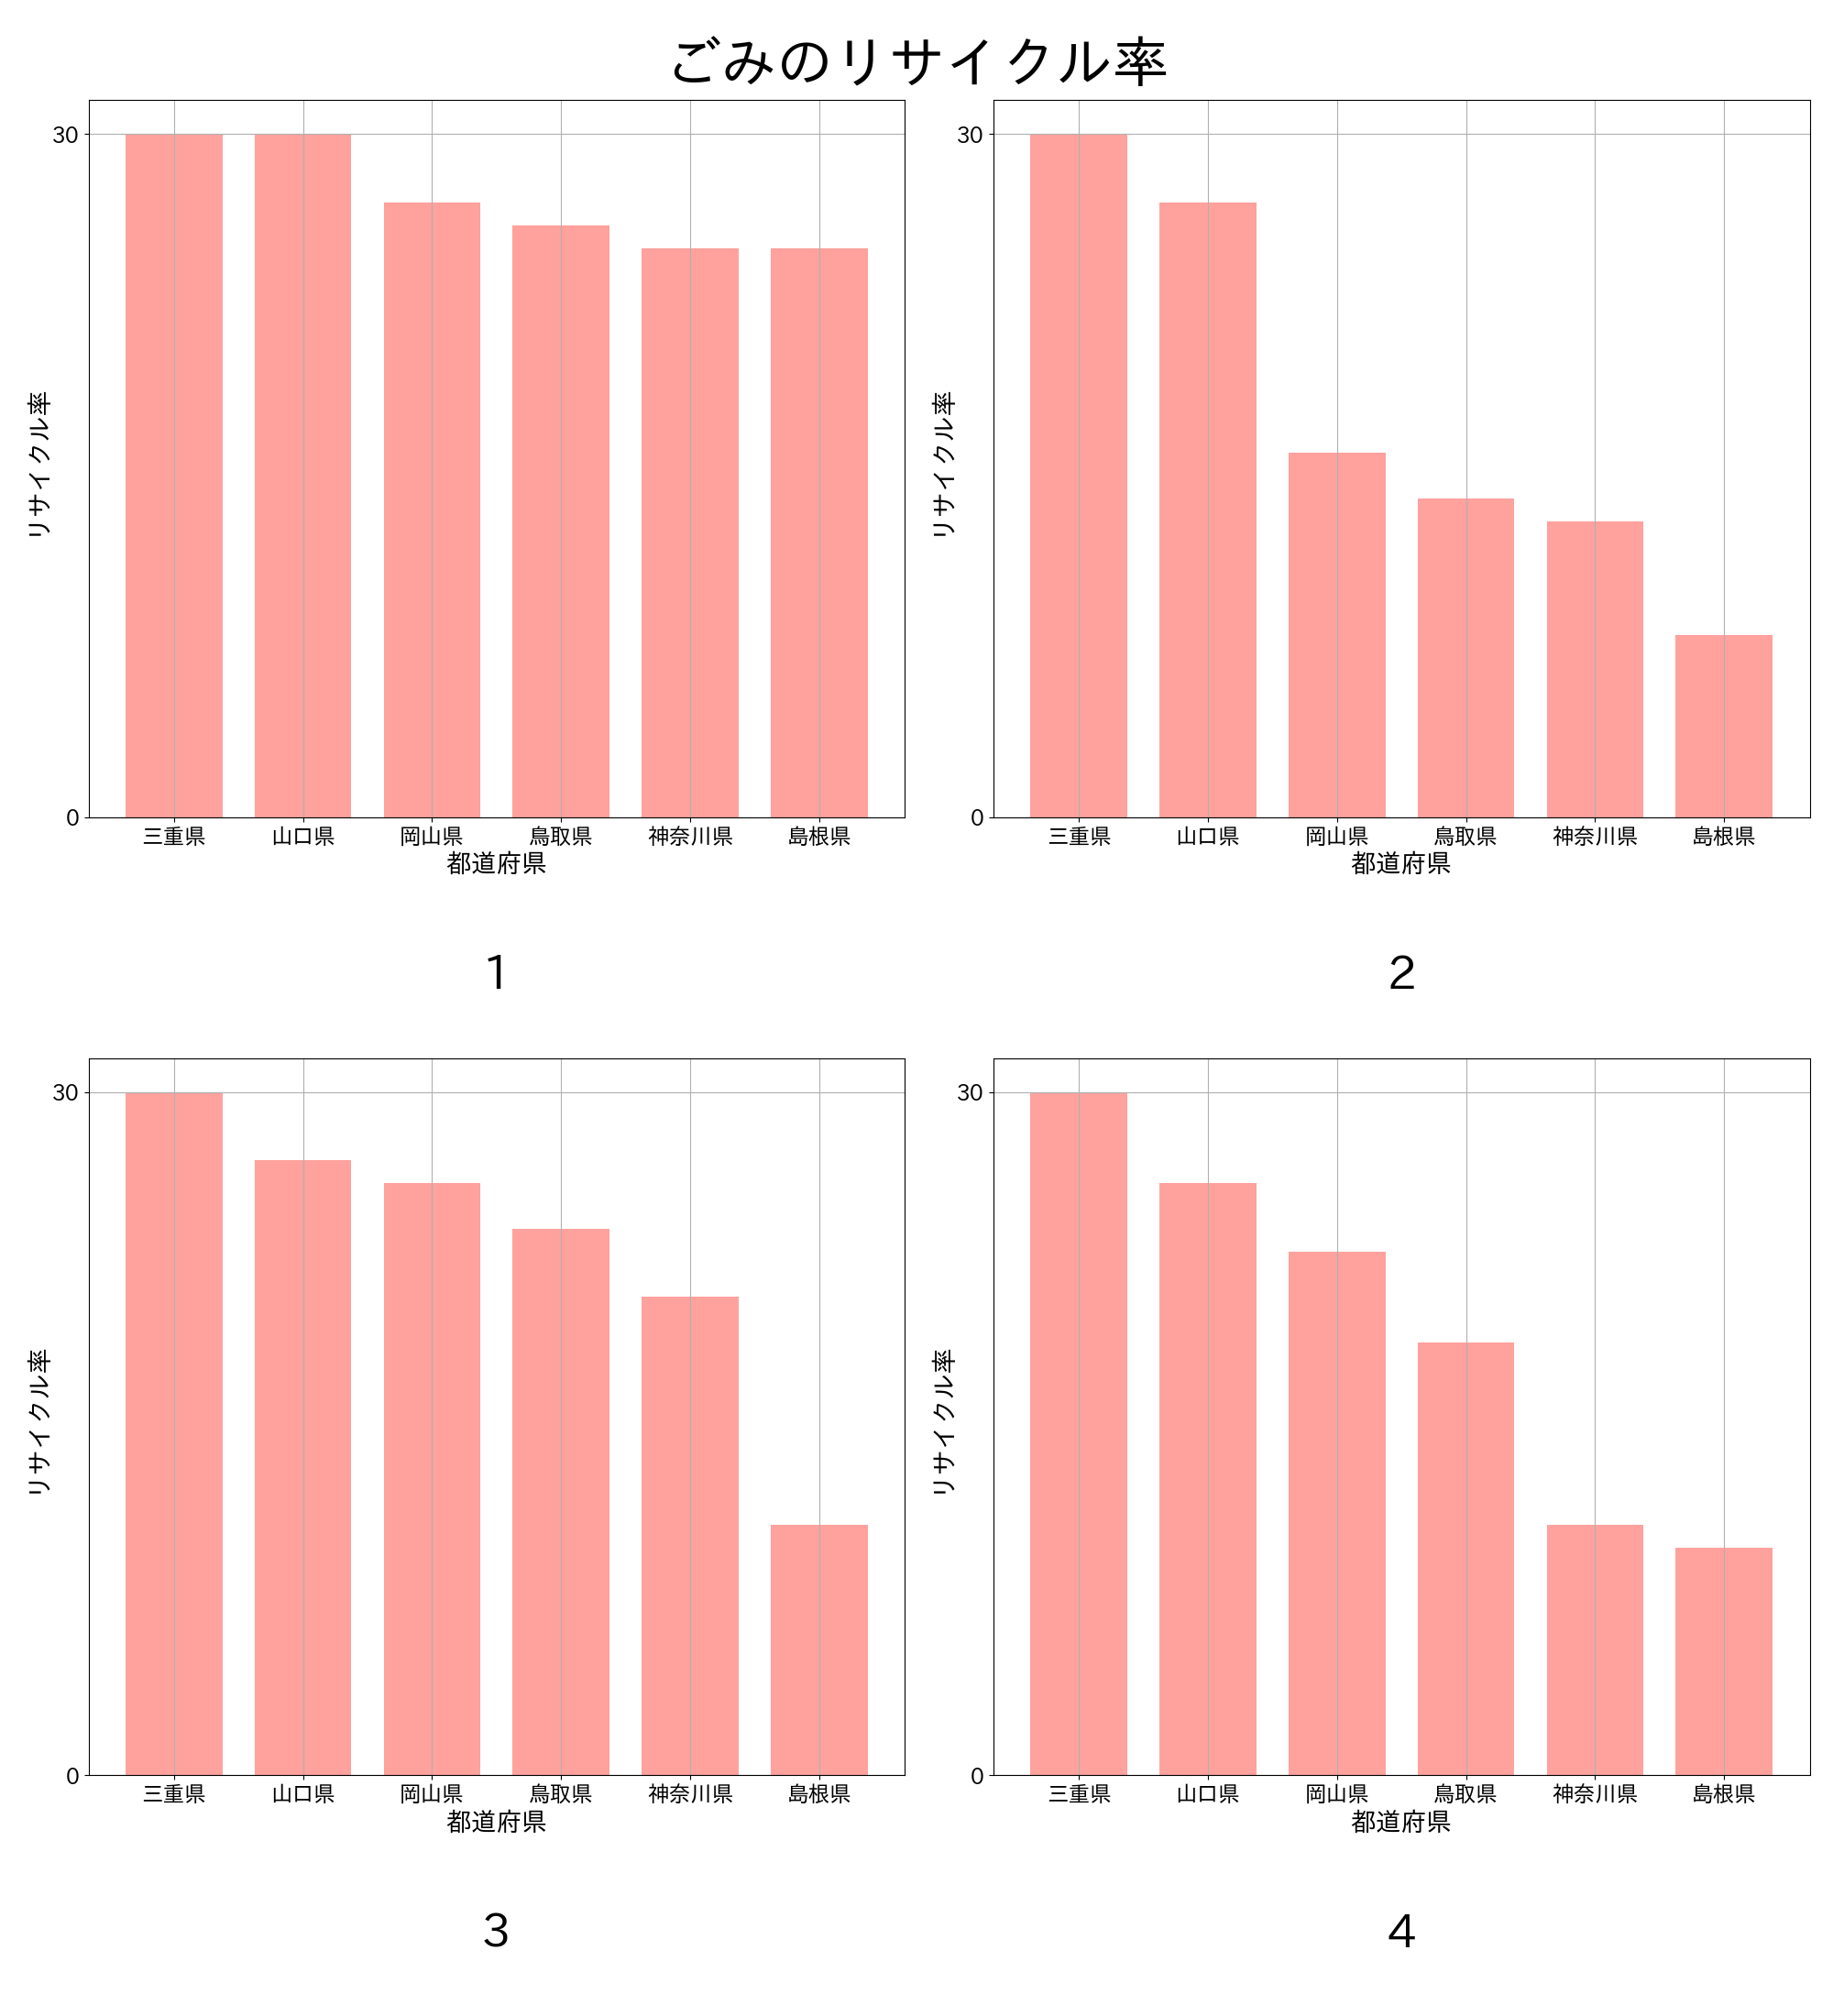 ごみのリサイクル率
30
0
リサイクル率
三重県 山口県 岡山県 鳥取県 神奈川県 島根県
都道府県
1
30
0
リサイクル率
三重県 山口県 岡山県 鳥取県 神奈川県 島根県
都道府県
2
30
0
リサイクル率
三重県 山口県 岡山県 鳥取県 神奈川県 島根県
都道府県
3
30
0
リサイクル率
三重県 山口県 岡山県 鳥取県 神奈川県 島根県
都道府県
4